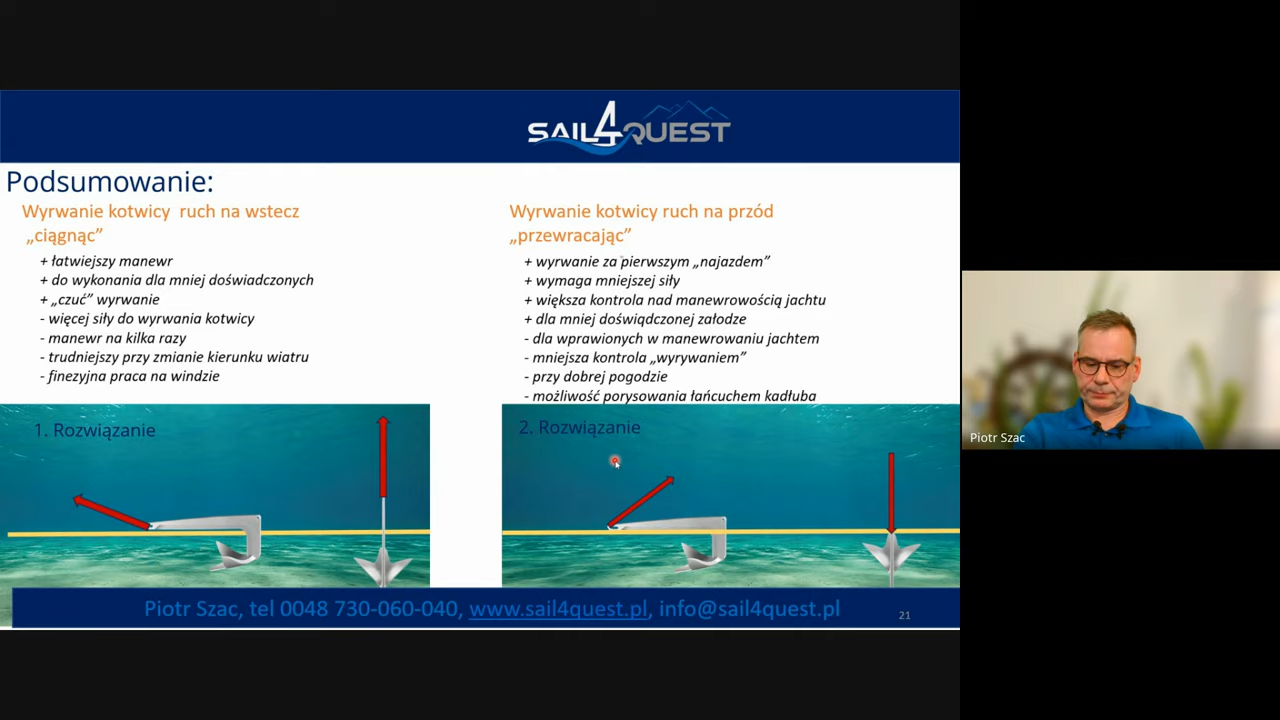 SAIL4QUEST
Podsumowanie:
Wyrwanie kotwicy ruch na wstecz
„ciągnąc”
+ łatwiejszy manewr
+ do wykonania dla mniej doświadczonych
+ „czuć” wyrwanie
- więcej siły do wyrwania kotwicy
- manewr na kilka razy
- trudniejszy przy zmianie kierunku wiatru
- finezyjna praca na windzie
Wyrwanie kotwicy ruch na przód
„przewracając”
+ wyrwanie za pierwszym „najazdem”
+ wymaga mniejszej siły
+ większa kontrola nad manewrowością jachtu
+ dla mniej doświądczonej załodze
- dla wprawionych w manewrowaniu jachtem
- mniejsza kontrola „wyrywaniem”
- przy dobrej pogodzie
- możliwość porysowania łańcuchem kadłuba
1. Rozwiązanie
2. Rozwiązanie
Piotr Szac, tel 0048 730-060-040, www.sail4quest.pl, info@sail4quest.pl
21
Piotr Szac